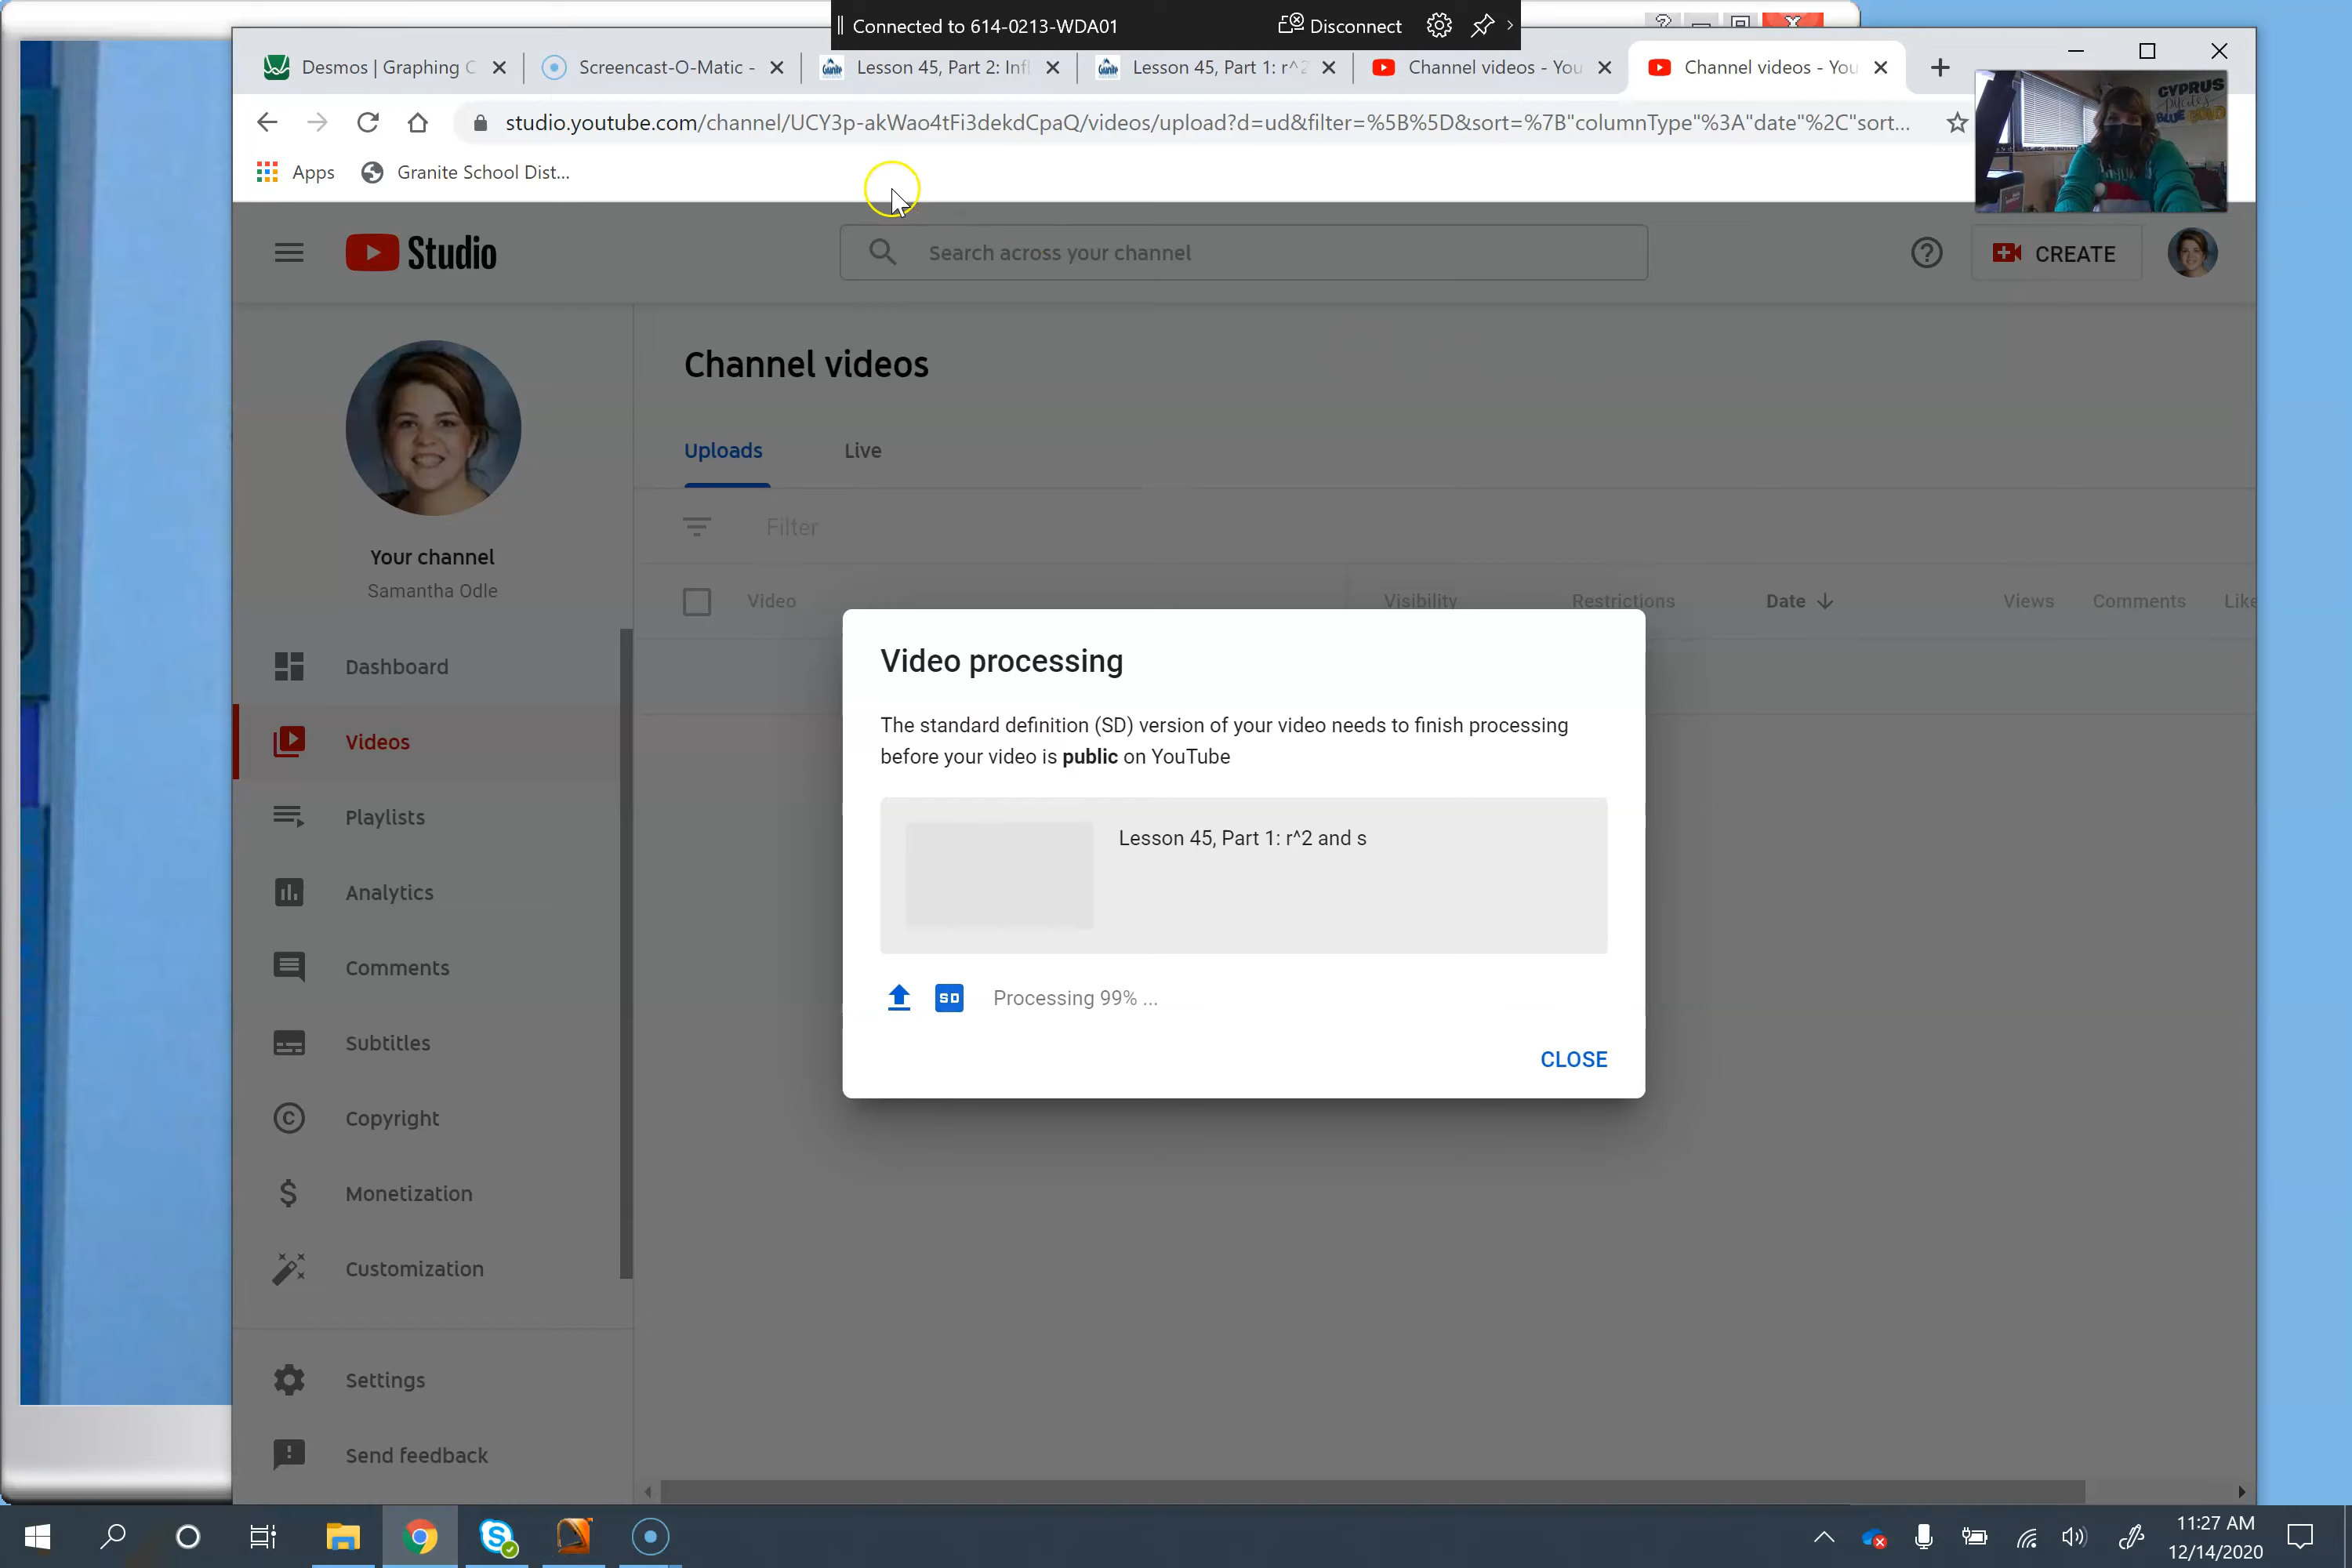 Connected to 614-0213-WDA01
Disconnect
Desmos | Graphing C
Screencast-O-Matic -
Lesson 45, Part 2: Infl
Lesson 45, Part 1: r^2
Channel videos - You
Channel videos - You
studio.youtube.com/channel/UCY3p-akWao4tFi3dekdCpaQ/videos/upload?d=ud&filter=%5B%5D&sort=%7B"columnType"%3A"date"%2C"sort...
CYPRUS
Pirates
BLUE GOLD
Apps
Granite School Dist...
Studio
Search across your channel
CREATE
Channel videos
Uploads
Live
Filter
Your channel
Samantha Odle
Video
Visibility
Restrictions
Date
Views
Comments
Like
Dashboard
Videos
Playlists
Analytics
Comments
Subtitles
Copyright
Monetization
Customization
Settings
Send feedback
Video processing
The standard definition (SD) version of your video needs to finish processing
before your video is public on YouTube
Lesson 45, Part 1: r^2 and s
SD
Processing 99% ...
CLOSE
11:27 AM
12/14/2020